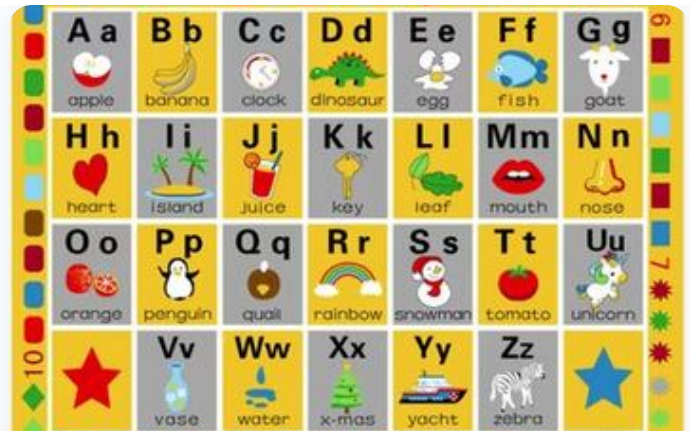 Aa Bb Cc Dd Ee Ff Gg
apple banana clock dinosaur egg fish goat
Hh Ii Jj Kk Ll Mm Nn
heart island juice key leaf mouth nose
Oo Pp Qq Rr Ss Tt Uu
orange penguin quail rainbow snowman tomato unicorn
Vv Ww Xx Yy Zz
vase water x-mas yacht zebra
10
9
7